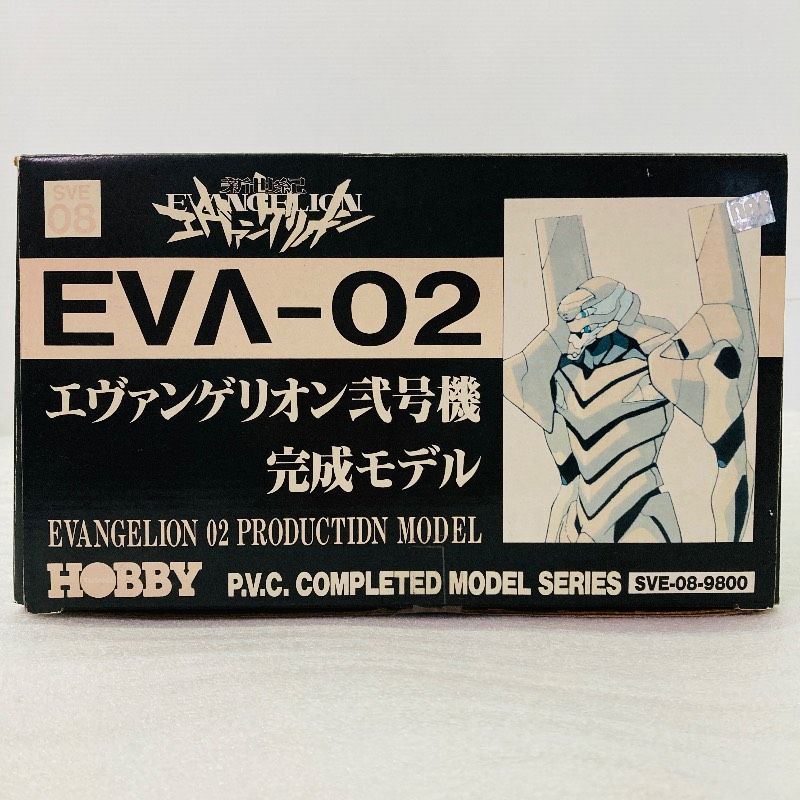 SVE
08
新世紀
EVANGELION
エヴァンゲリオン
EVA-02
エヴァンゲリオン弐号機
完成モデル
EVANGELION 02 PRODUCTIDN MODEL
HOBBY P.V.C. COMPLETED MODEL SERIES SVE-08-9800